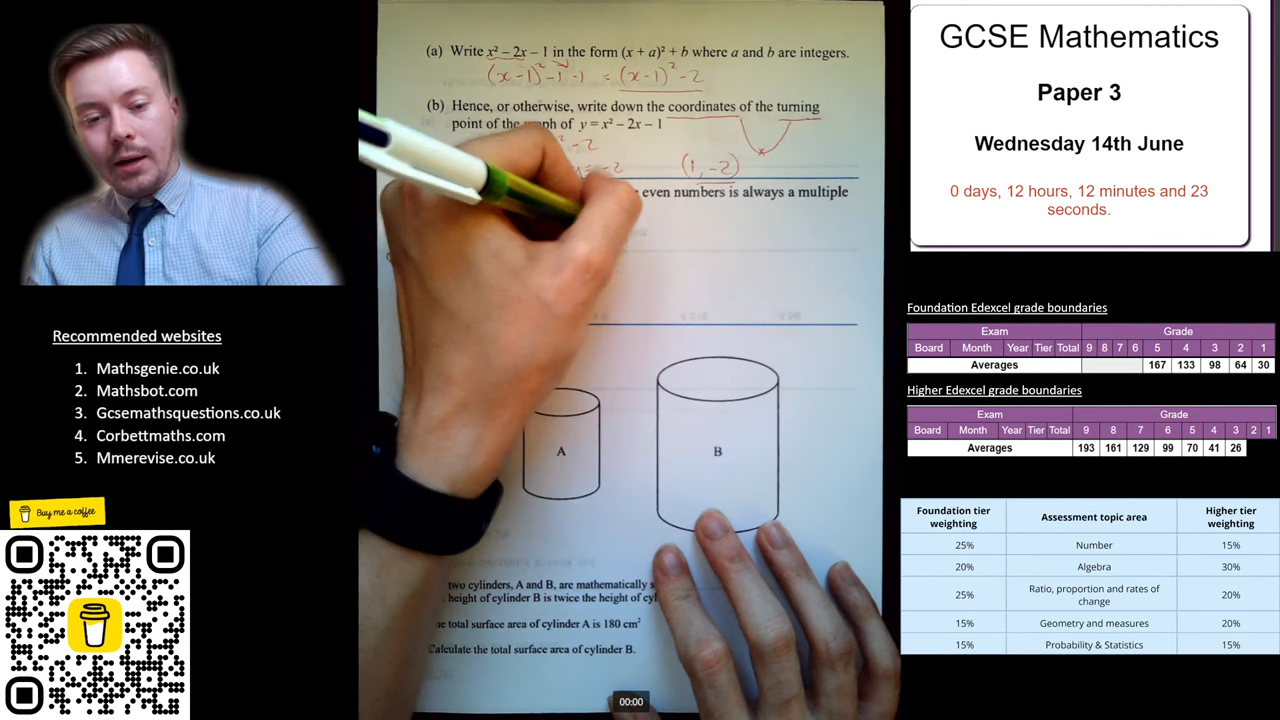 (a) Write x² − 2x − 1 in the form (x + a)² + b where a and b are integers.
(x − 1)² − 1 − 1 = (x − 1)² − 2
(b) Hence, or otherwise, write down the coordinates of the turning
point of the graph of y = x² − 2x − 1
² − 2
= −2 (1, −2)
even numbers is always a multiple
A
B
two cylinders, A and B, are mathematically
height of cylinder B is twice the height of
total surface area of cylinder A is 180 cm²
Calculate the total surface area of cylinder B.
00:00
Recommended websites
1. Mathsgenie.co.uk
2. Mathsbot.com
3. Gcsemathsquestions.co.uk
4. Corbettmaths.com
5. Mmerevise.co.uk
Buy me a coffee
GCSE Mathematics
Paper 3
Wednesday 14th June
0 days, 12 hours, 12 minutes and 23
seconds.
Foundation Edexcel grade boundaries
Exam Grade
Board Month Year Tier Total 9 8 7 6 5 4 3 2 1
Averages 167 133 98 64 30
Higher Edexcel grade boundaries
Exam Grade
Board Month Year Tier Total 9 8 7 6 5 4 3 2 1
Averages 193 161 129 99 70 41 26
Foundation tier weighting Assessment topic area Higher tier weighting
25% Number 15%
20% Algebra 30%
25% Ratio, proportion and rates of change 20%
15% Geometry and measures 20%
15% Probability & Statistics 15%